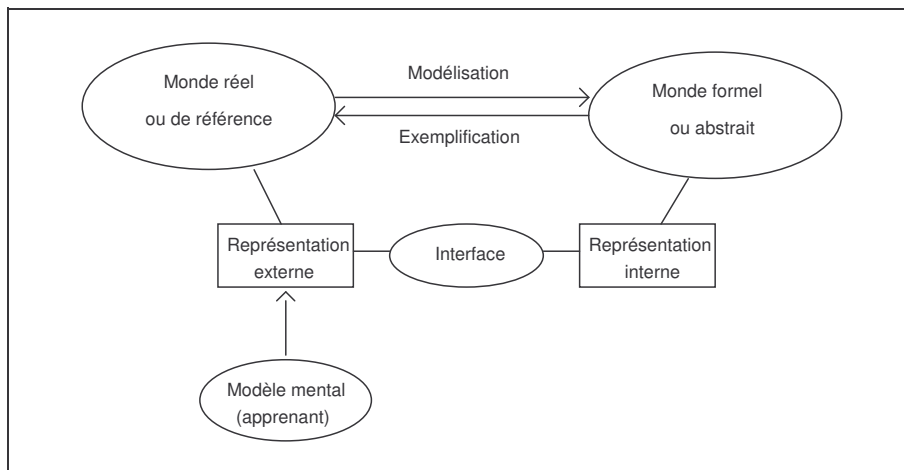 Monde réel
ou de référence
Modélisation
Exemplification
Monde formel
ou abstrait
Représentation
externe
Interface
Représentation
interne
Modèle mental
(apprenant)